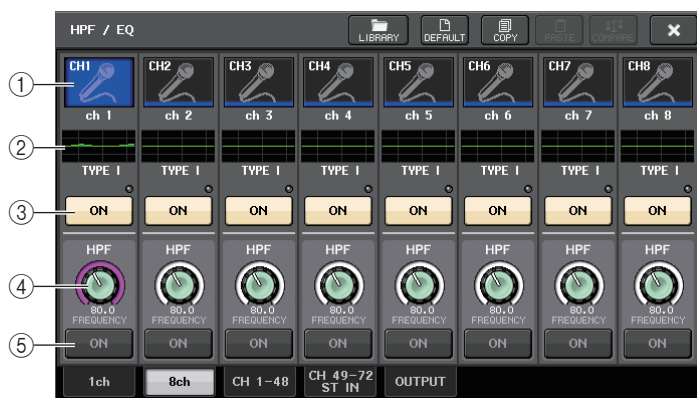 HPF / EQ LIBRARY DEFAULT COPY PASTE COMPARE
① CH1 CH2 CH3 CH4 CH5 CH6 CH7 CH8
ch 1 ch 2 ch 3 ch 4 ch 5 ch 6 ch 7 ch 8
②
TYPE I TYPE I TYPE I TYPE I TYPE I TYPE I TYPE I TYPE I
③ ON ON ON ON ON ON ON ON
HPF HPF HPF HPF HPF HPF HPF HPF
④
80.0 80.0 80.0 80.0 80.0 80.0 80.0 80.0
FREQUENCY FREQUENCY FREQUENCY FREQUENCY FREQUENCY FREQUENCY FREQUENCY FREQUENCY
⑤ ON ON ON ON ON ON ON ON
1ch 8ch CH 1-48 CH 49-72 OUTPUT
ST IN